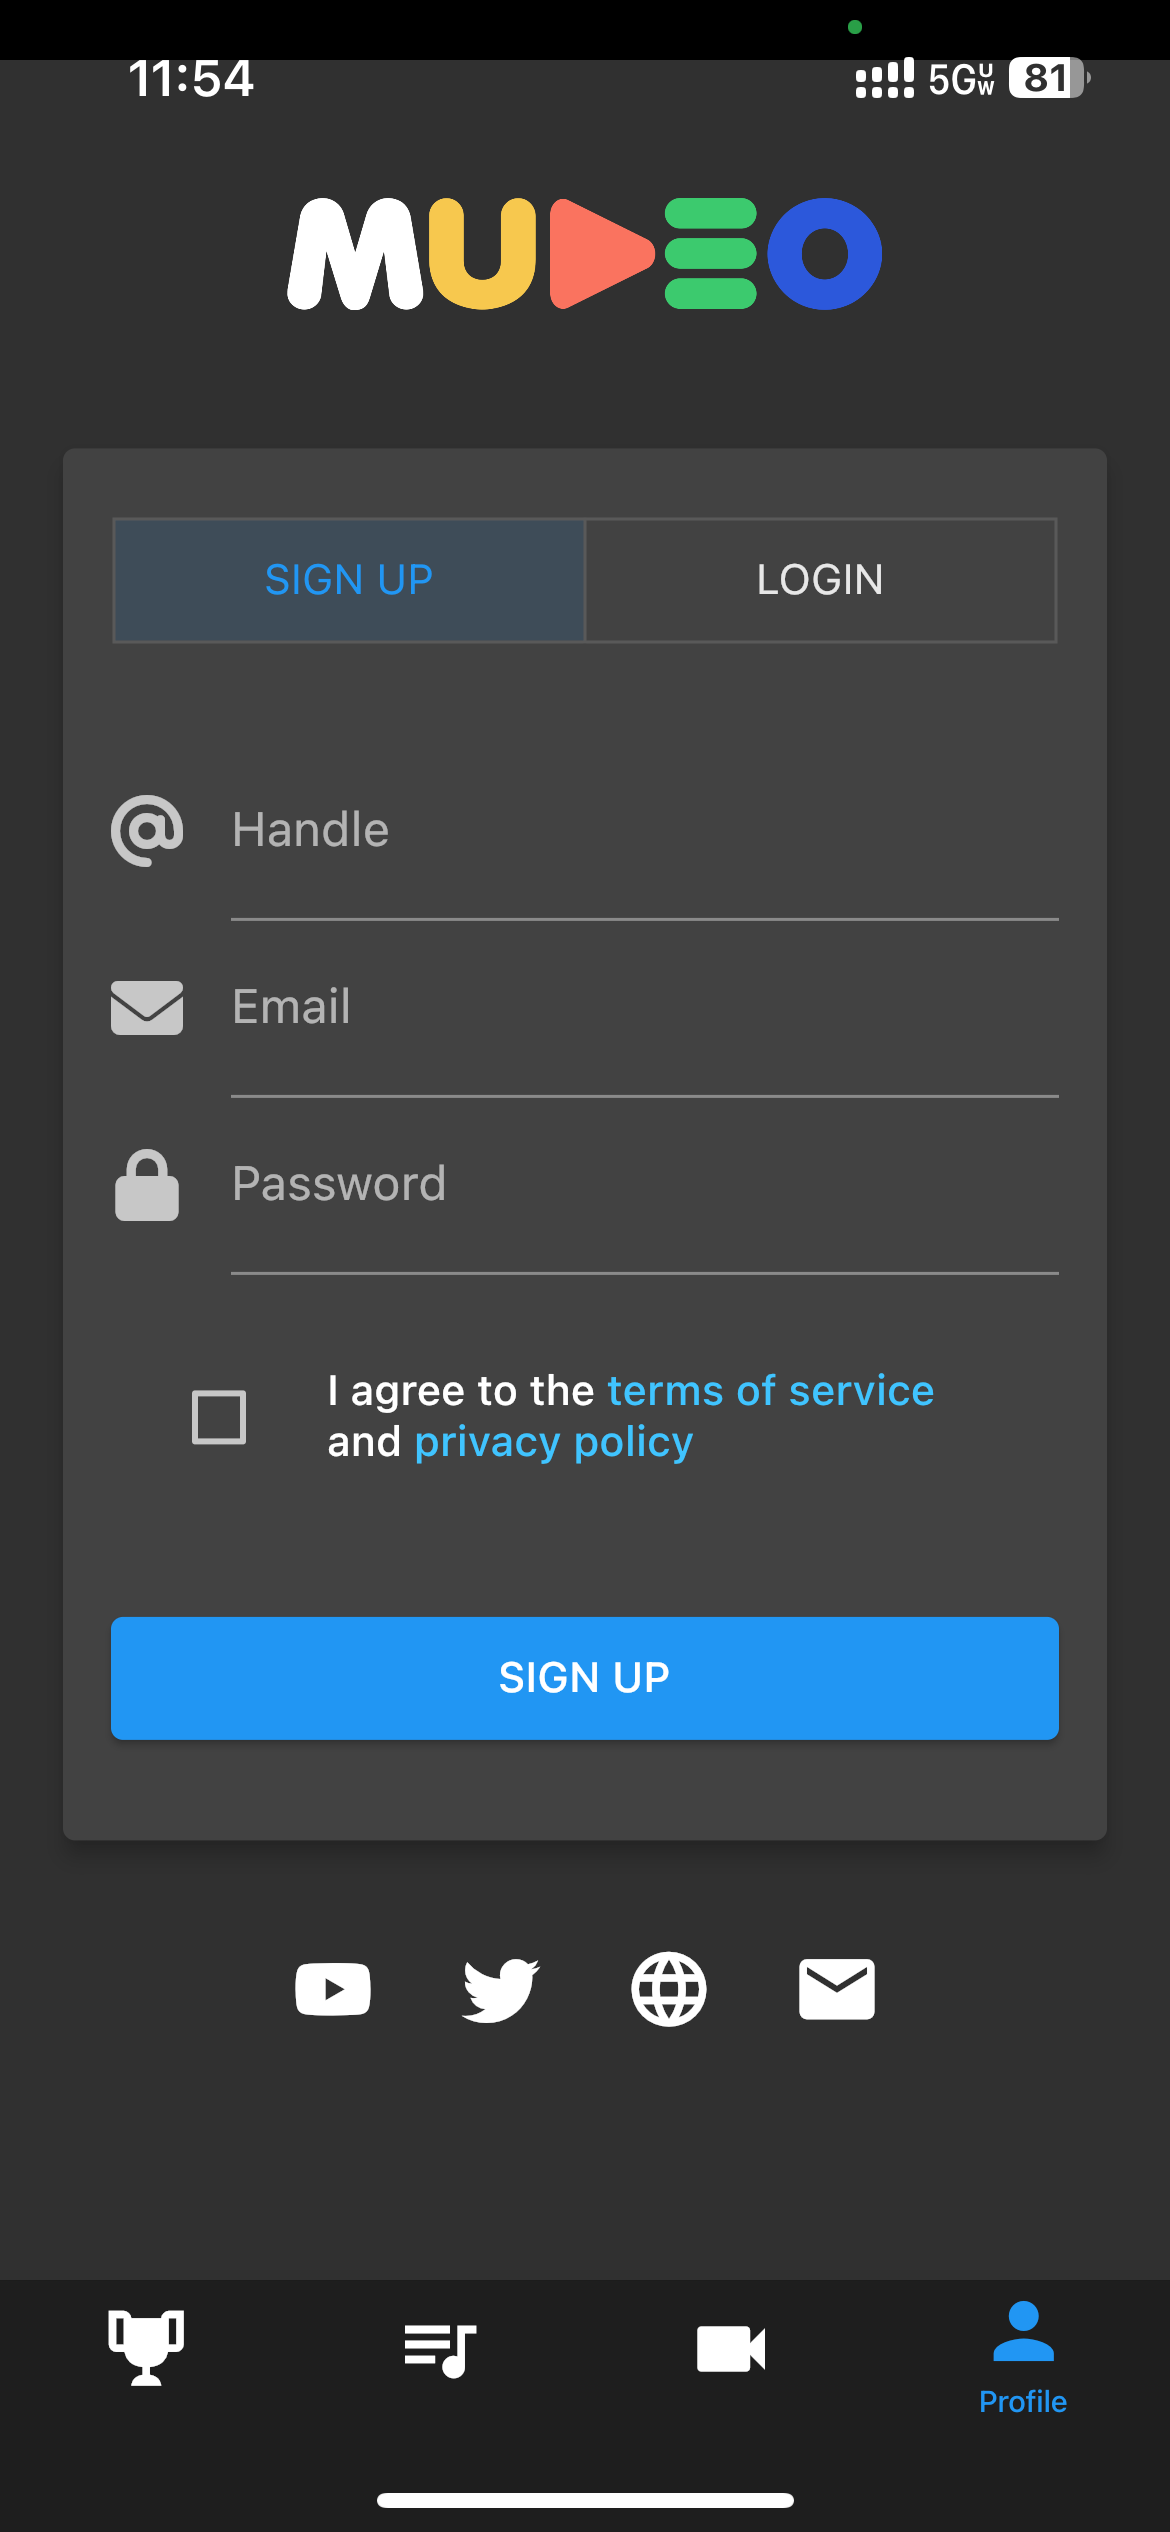 11:54
5G UW 81
MUDEO
SIGN UP
LOGIN
Handle
Email
Password
I agree to the terms of service
and privacy policy
SIGN UP
Profile